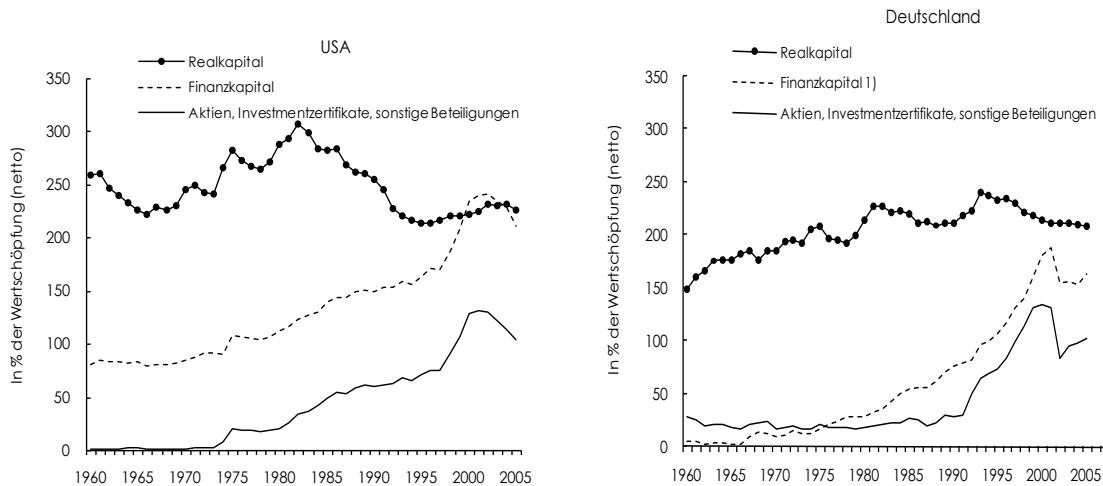 USA
Realkapital
Finanzkapital
Aktien, Investmentzertifikate, sonstige Beteiligungen
In % der Wertschöpfung (netto)
350
300
250
200
150
100
50
0
1960 1965 1970 1975 1980 1985 1990 1995 2000 2005
Deutschland
Realkapital
Finanzkapital 1)
Aktien, Investmentzertifikate, sonstige Beteiligungen
In % der Wertschöpfung (netto)
350
300
250
200
150
100
50
0
1960 1965 1970 1975 1980 1985 1990 1995 2000 2005